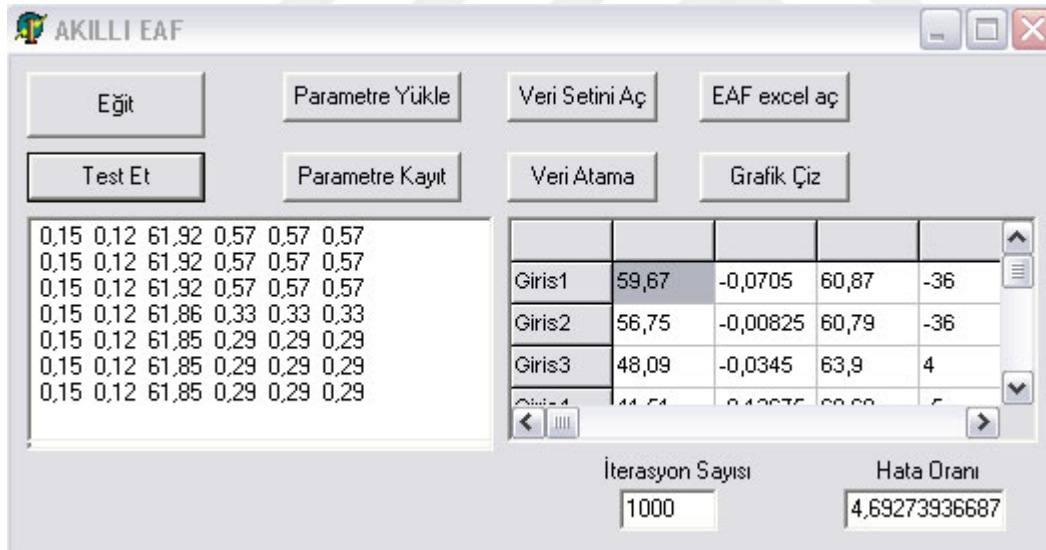 AKILLI EAF
Eğit
Parametre Yükle
Veri Setini Aç
EAF excel aç
Test Et
Parametre Kayıt
Veri Atama
Grafik Çiz
0,15 0,12 61,92 0,57 0,57 0,57
0,15 0,12 61,92 0,57 0,57 0,57
0,15 0,12 61,92 0,57 0,57 0,57
0,15 0,12 61,86 0,33 0,33 0,33
0,15 0,12 61,85 0,29 0,29 0,29
0,15 0,12 61,85 0,29 0,29 0,29
0,15 0,12 61,85 0,29 0,29 0,29
Giris1 59,67 -0,0705 60,87 -36
Giris2 56,75 -0,00825 60,79 -36
Giris3 48,09 -0,0345 63,9 4
İterasyon Sayısı
1000
Hata Oranı
4,69273936687